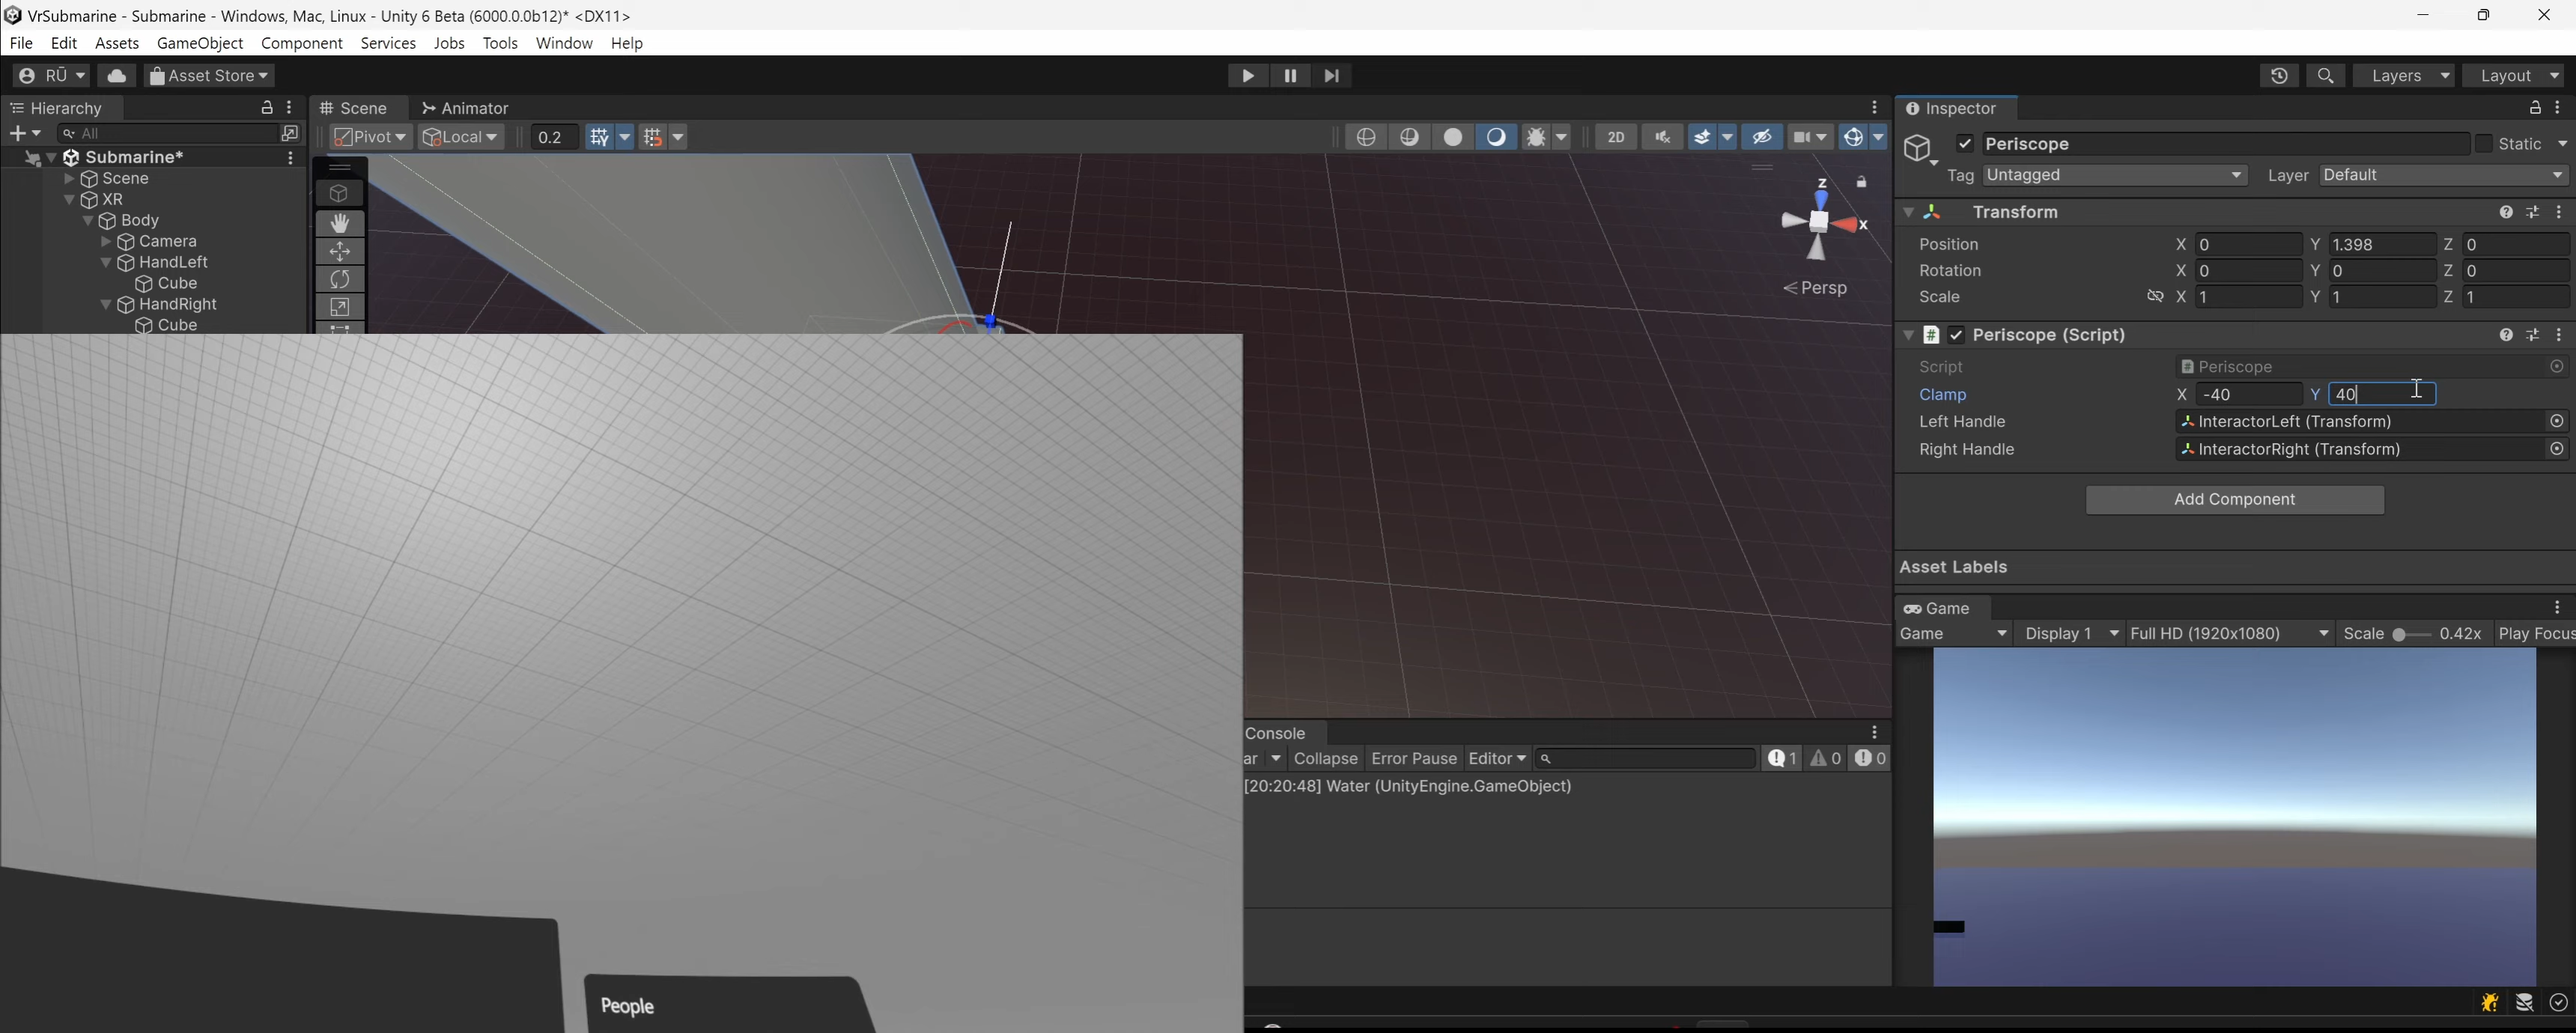 VrSubmarine - Submarine - Windows, Mac, Linux - Unity 6 Beta (6000.0.0b12)* <DX11>
File Edit Assets GameObject Component Services Jobs Tools Window Help
RŪ Asset Store Layers Layout
Hierarchy
All
Submarine*
Scene
XR
Body
Camera
HandLeft
Cube
HandRight
Cube
Scene Animator
Pivot Local 0.2 2D
z
x
Persp
Inspector
Periscope Static
Tag Untagged Layer Default
Transform
Position X 0 Y 1.398 Z 0
Rotation X 0 Y 0 Z 0
Scale X 1 Y 1 Z 1
# Periscope (Script)
Script # Periscope
Clamp X -40 Y 40
Left Handle InteractorLeft (Transform)
Right Handle InteractorRight (Transform)
Add Component
Asset Labels
Game
Game Display 1 Full HD (1920x1080) Scale 0.42x Play Focus
Console
ar Collapse Error Pause Editor 1 0 0
[20:20:48] Water (UnityEngine.GameObject)
People